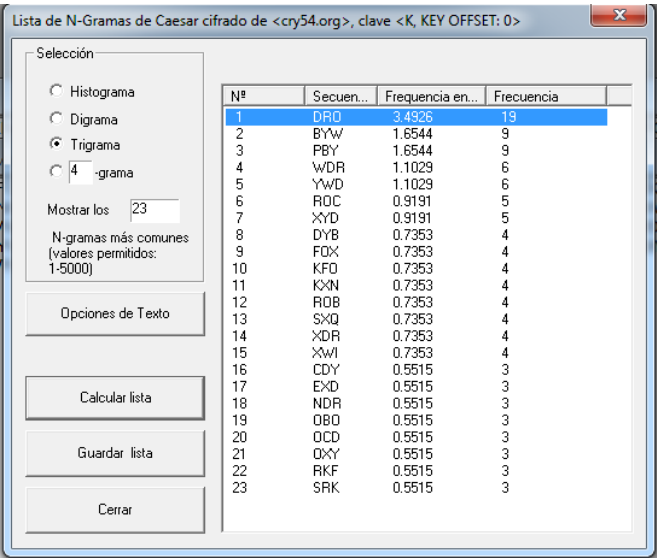 Lista de N-Gramas de Caesar cifrado de <cry54.org>, clave <K, KEY OFFSET: 0>
Selección
Histograma
Digrama
Trigrama
4 -grama
Mostrar los 23
N-gramas más comunes
(valores permitidos:
1-5000)
Opciones de Texto
Calcular lista
Guardar lista
Cerrar
Nº Secuen... Frequencia en... Frecuencia
1 DRO 3.4926 19
2 BYW 1.6544 9
3 PBY 1.6544 9
4 WDR 1.1029 6
5 YWD 1.1029 6
6 ROC 0.9191 5
7 XYD 0.9191 5
8 DYB 0.7353 4
9 FOX 0.7353 4
10 KFO 0.7353 4
11 KXN 0.7353 4
12 ROB 0.7353 4
13 SXQ 0.7353 4
14 XDR 0.7353 4
15 XWI 0.7353 4
16 CDY 0.5515 3
17 EXD 0.5515 3
18 NDR 0.5515 3
19 OBO 0.5515 3
20 OCD 0.5515 3
21 OXY 0.5515 3
22 RKF 0.5515 3
23 SRK 0.5515 3